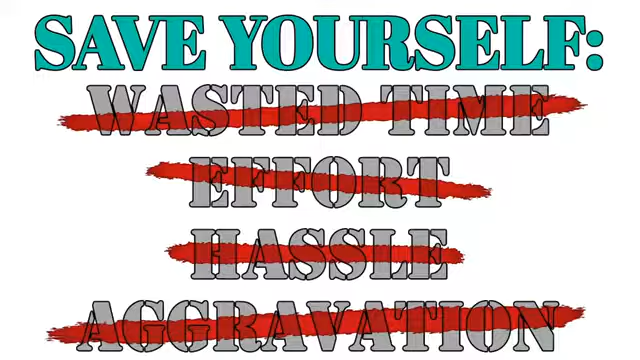 SAVE YOURSELF:
WASTED TIME
EFFORT
HASSLE
AGGRAVATION